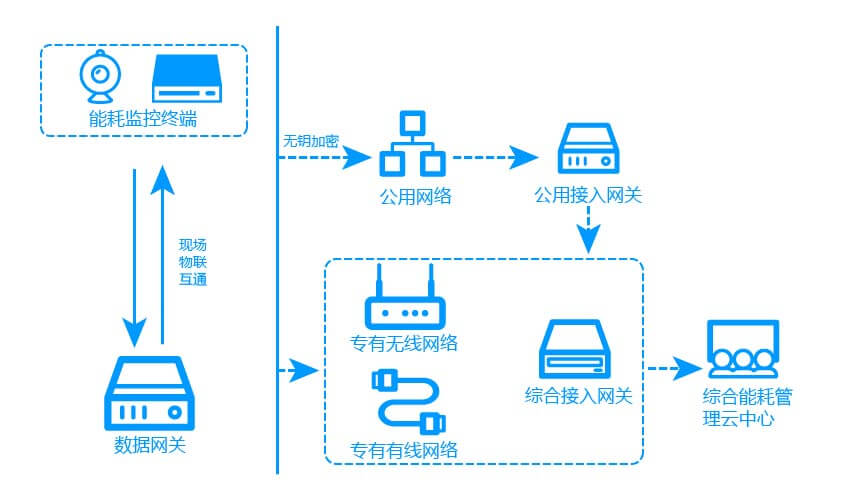 能耗监控终端
现场
物联
互通
数据网关
无钥加密
公用网络
公用接入网关
专有无线网络
专有有线网络
综合接入网关
综合能耗管
理云中心